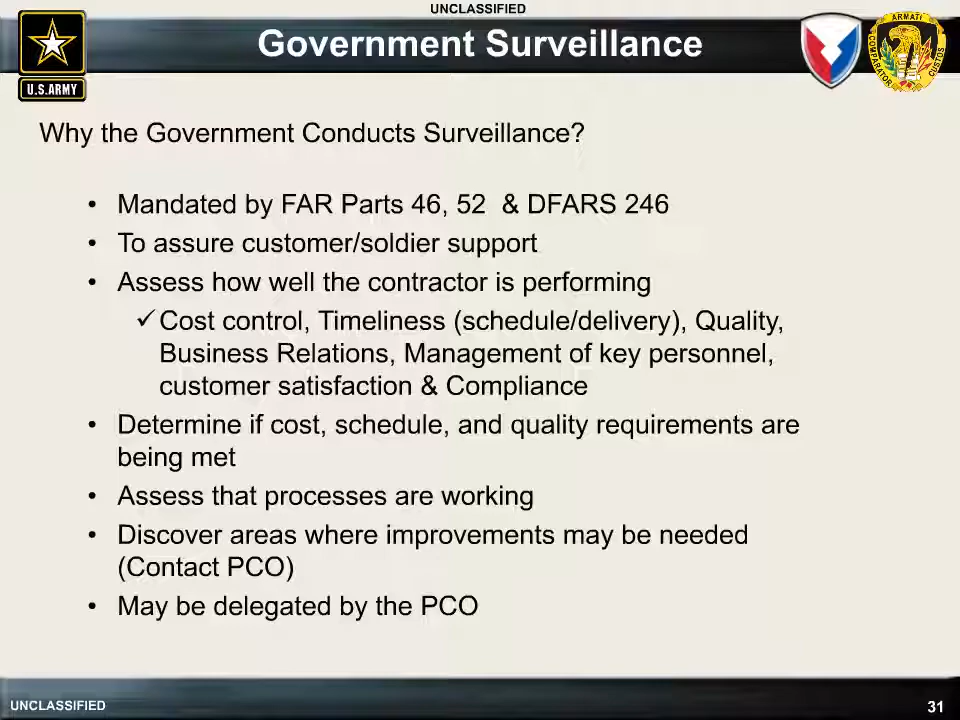 UNCLASSIFIED
Government Surveillance
U.S.ARMY
ARMATI
COMPARATOR
CUSTOS
Why the Government Conducts Surveillance?
• Mandated by FAR Parts 46, 52 & DFARS 246
• To assure customer/soldier support
• Assess how well the contractor is performing
✓Cost control, Timeliness (schedule/delivery), Quality,
Business Relations, Management of key personnel,
customer satisfaction & Compliance
• Determine if cost, schedule, and quality requirements are
being met
• Assess that processes are working
• Discover areas where improvements may be needed
(Contact PCO)
• May be delegated by the PCO
UNCLASSIFIED
31